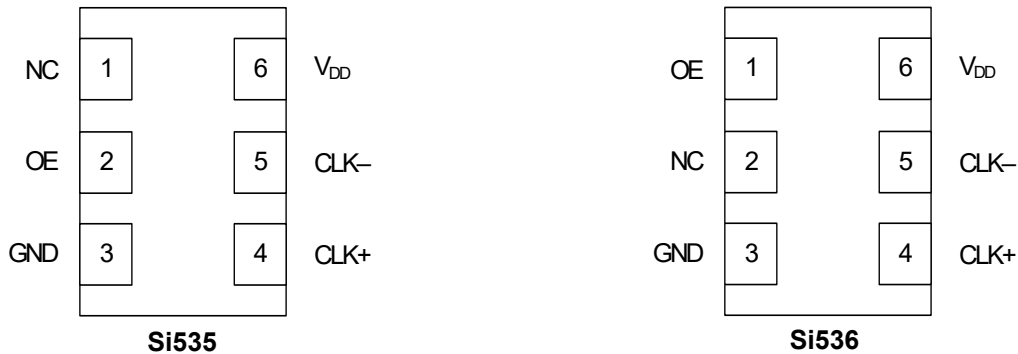 NC 1 6 VDD
OE 2 5 CLK–
GND 3 4 CLK+
Si535
OE 1 6 VDD
NC 2 5 CLK–
GND 3 4 CLK+
Si536